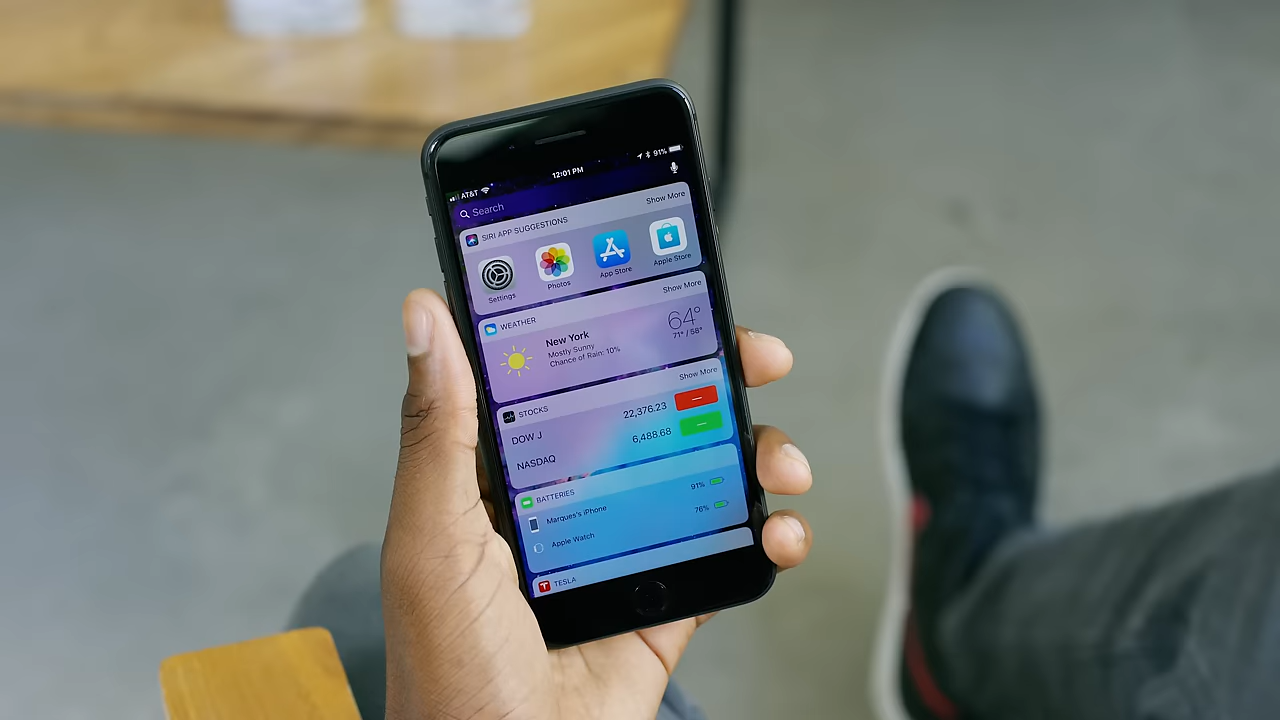 AT&T 12:01 PM 91%
Search
SIRI APP SUGGESTIONS Show More
Settings Photos App Store Apple Store
WEATHER Show More
New York 64°
Mostly Sunny 71° / 58°
Chance of Rain: 10%
STOCKS Show More
DOW J 22,376.23 —
NASDAQ 6,488.68 —
BATTERIES
Marques's iPhone 91%
Apple Watch 76%
TESLA